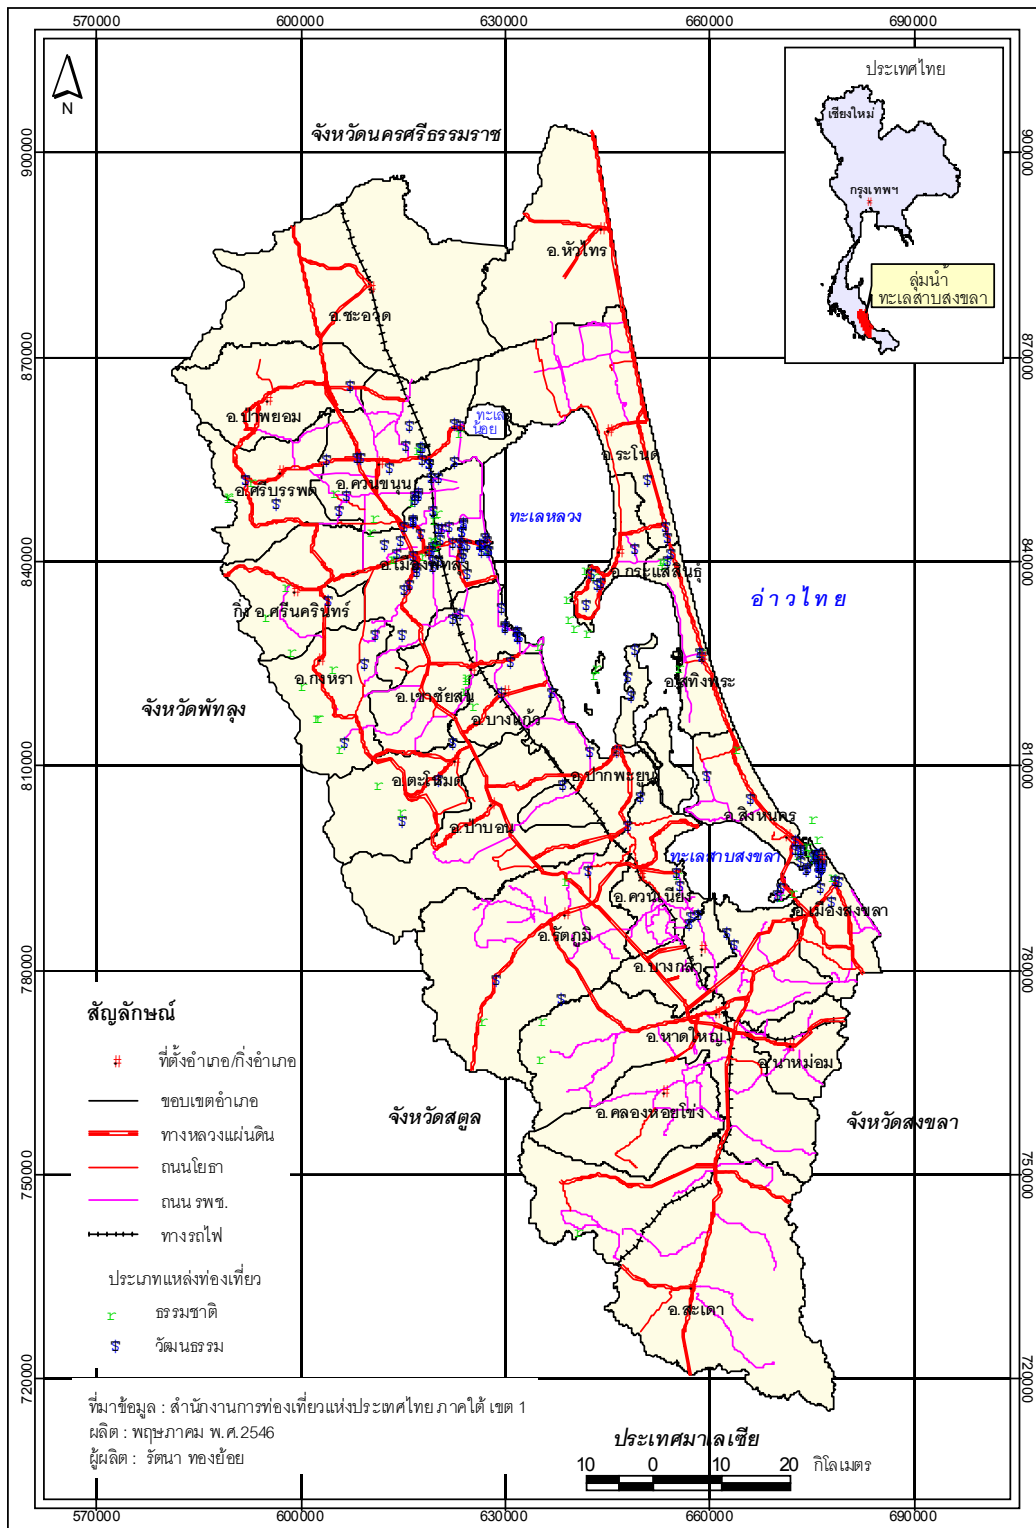 570000 600000 630000 660000 690000
N
ประเทศไทย
เชียงใหม่
กรุงเทพฯ
ลุ่มน้ำ
ทะเลสาบสงขลา
จังหวัดนครศรีธรรมราช
900000 900000
อ.หัวไทร
อ.ชะอวด
870000 870000
อ.ป่าพยอม
ทะเล
น้อย
อ.ระโนด
อ.ศรีบรรพต
อ.ควนขนุน
ทะเลหลวง
840000 840000
อ.เมืองพัทลุง
อ.กระแสสินธุ์
อ่าวไทย
กิ่ง อ.ศรีนครินทร์
อ.กงหรา
อ.เขาชัยสน
อ.สทิงพระ
จังหวัดพัทลุง
อ.บางแก้ว
810000 810000
อ.ตะโหมด
อ.ปากพะยูน
อ.ป่าบอน
อ.สิงหนคร
ทะเลสาบสงขลา
อ.ควนเนียง
อ.เมืองสงขลา
อ.รัตภูมิ
อ.บางกล่ำ
780000 780000
อ.หาดใหญ่
อ.นาหม่อม
จังหวัดสตูล
อ.คลองหอยโข่ง
จังหวัดสงขลา
750000 750000
อ.สะเดา
720000 720000
สัญลักษณ์
ที่ตั้งอำเภอ/กิ่งอำเภอ
ขอบเขตอำเภอ
ทางหลวงแผ่นดิน
ถนนโยธา
ถนน รพช.
ทางรถไฟ
ประเภทแหล่งท่องเที่ยว
r ธรรมชาติ
$ วัฒนธรรม
ที่มาข้อมูล : สำนักงานการท่องเที่ยวแห่งประเทศไทย ภาคใต้ เขต 1
ผลิต : พฤษภาคม พ.ศ.2546
ผู้ผลิต : รัตนา ทองย้อย
ประเทศมาเลเซีย
10 0 10 20 กิโลเมตร
570000 600000 630000 660000 690000